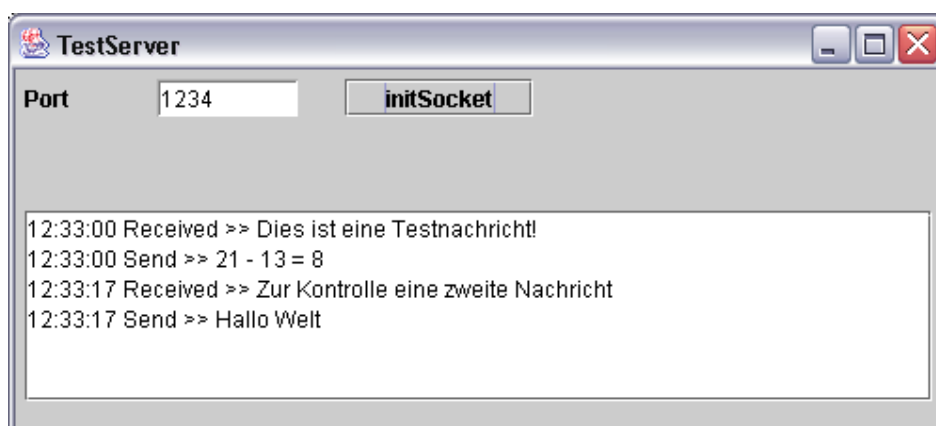 TestServer
Port 1234 initSocket
12:33:00 Received >> Dies ist eine Testnachricht!
12:33:00 Send >> 21 - 13 = 8
12:33:17 Received >> Zur Kontrolle eine zweite Nachricht
12:33:17 Send >> Hallo Welt